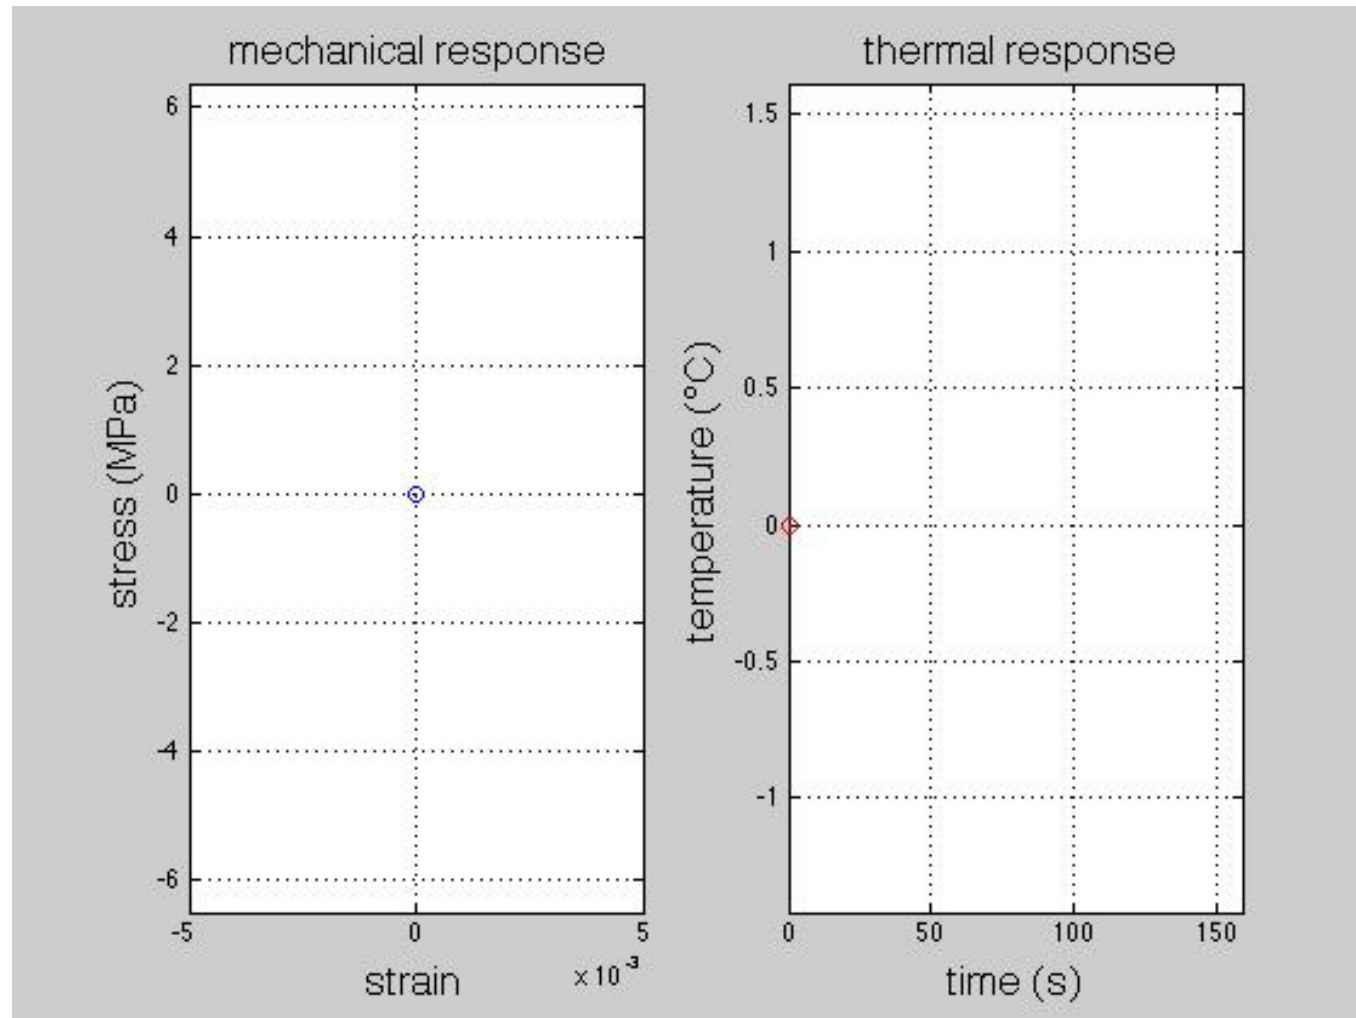 mechanical response
6
4
2
0
-2
-4
-6
stress (MPa)
-5 0 5
x 10⁻³
strain
thermal response
1.5
1
0.5
0
-0.5
-1
temperature (°C)
0 50 100 150
time (s)